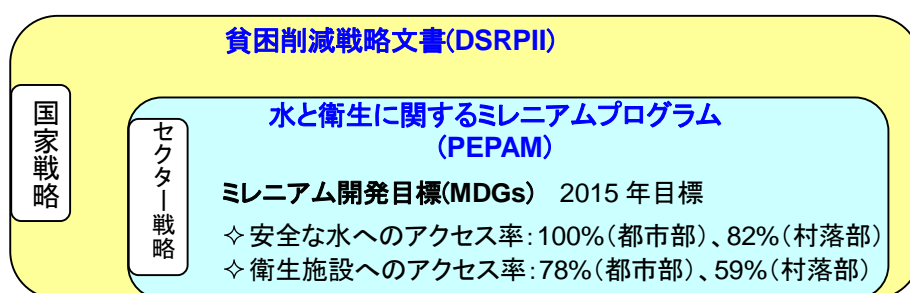 貧困削減戦略文書(DSRPII)
国家戦略
水と衛生に関するミレニアムプログラム
(PEPAM)
セクター戦略
ミレニアム開発目標(MDGs) 2015 年目標
✧安全な水へのアクセス率：100%（都市部）、82%（村落部）
✧衛生施設へのアクセス率：78%（都市部）、59%（村落部）